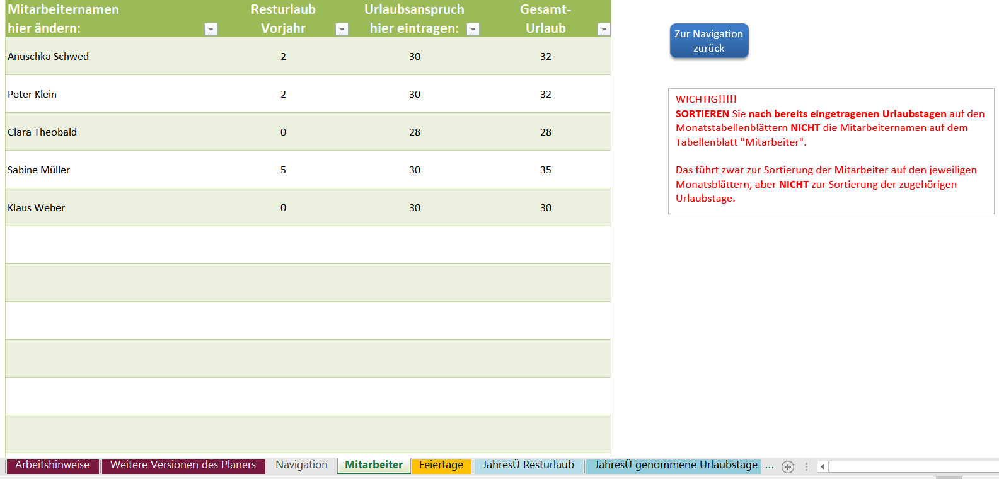 Mitarbeiternamen
hier ändern:
Resturlaub
Vorjahr
Urlaubsanspruch
hier eintragen:
Gesamt-
Urlaub
Anuschka Schwed 2 30 32
Peter Klein 2 30 32
Clara Theobald 0 28 28
Sabine Müller 5 30 35
Klaus Weber 0 30 30
Zur Navigation
zurück
WICHTIG!!!!!
SORTIEREN Sie nach bereits eingetragenen Urlaubstagen auf den
Monatstabellenblättern NICHT die Mitarbeiternamen auf dem
Tabellenblatt "Mitarbeiter".
Das führt zwar zur Sortierung der Mitarbeiter auf den jeweiligen
Monatsblättern, aber NICHT zur Sortierung der zugehörigen
Urlaubstage.
Arbeitshinweise Weitere Versionen des Planers Navigation Mitarbeiter Feiertage JahresÜ Resturlaub JahresÜ genommene Urlaubstage ...